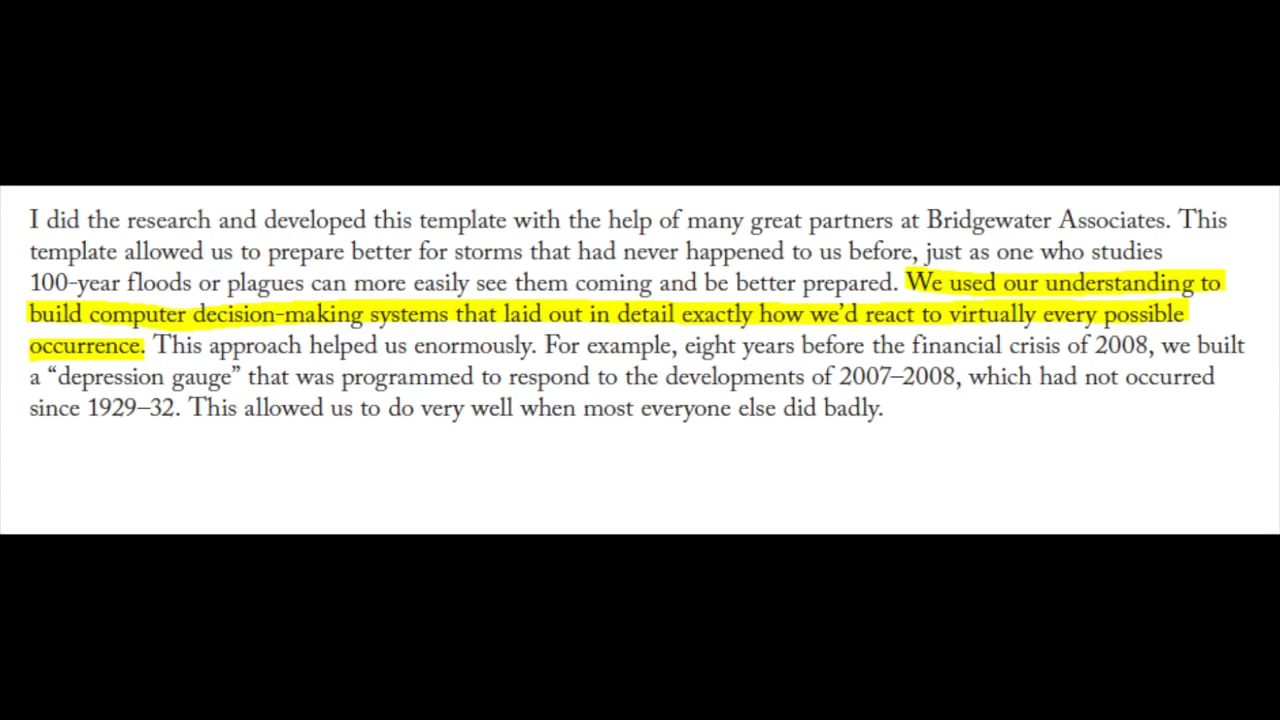 I did the research and developed this template with the help of many great partners at Bridgewater Associates. This
template allowed us to prepare better for storms that had never happened to us before, just as one who studies
100-year floods or plagues can more easily see them coming and be better prepared. We used our understanding to
build computer decision-making systems that laid out in detail exactly how we’d react to virtually every possible
occurrence. This approach helped us enormously. For example, eight years before the financial crisis of 2008, we built
a “depression gauge” that was programmed to respond to the developments of 2007–2008, which had not occurred
since 1929–32. This allowed us to do very well when most everyone else did badly.